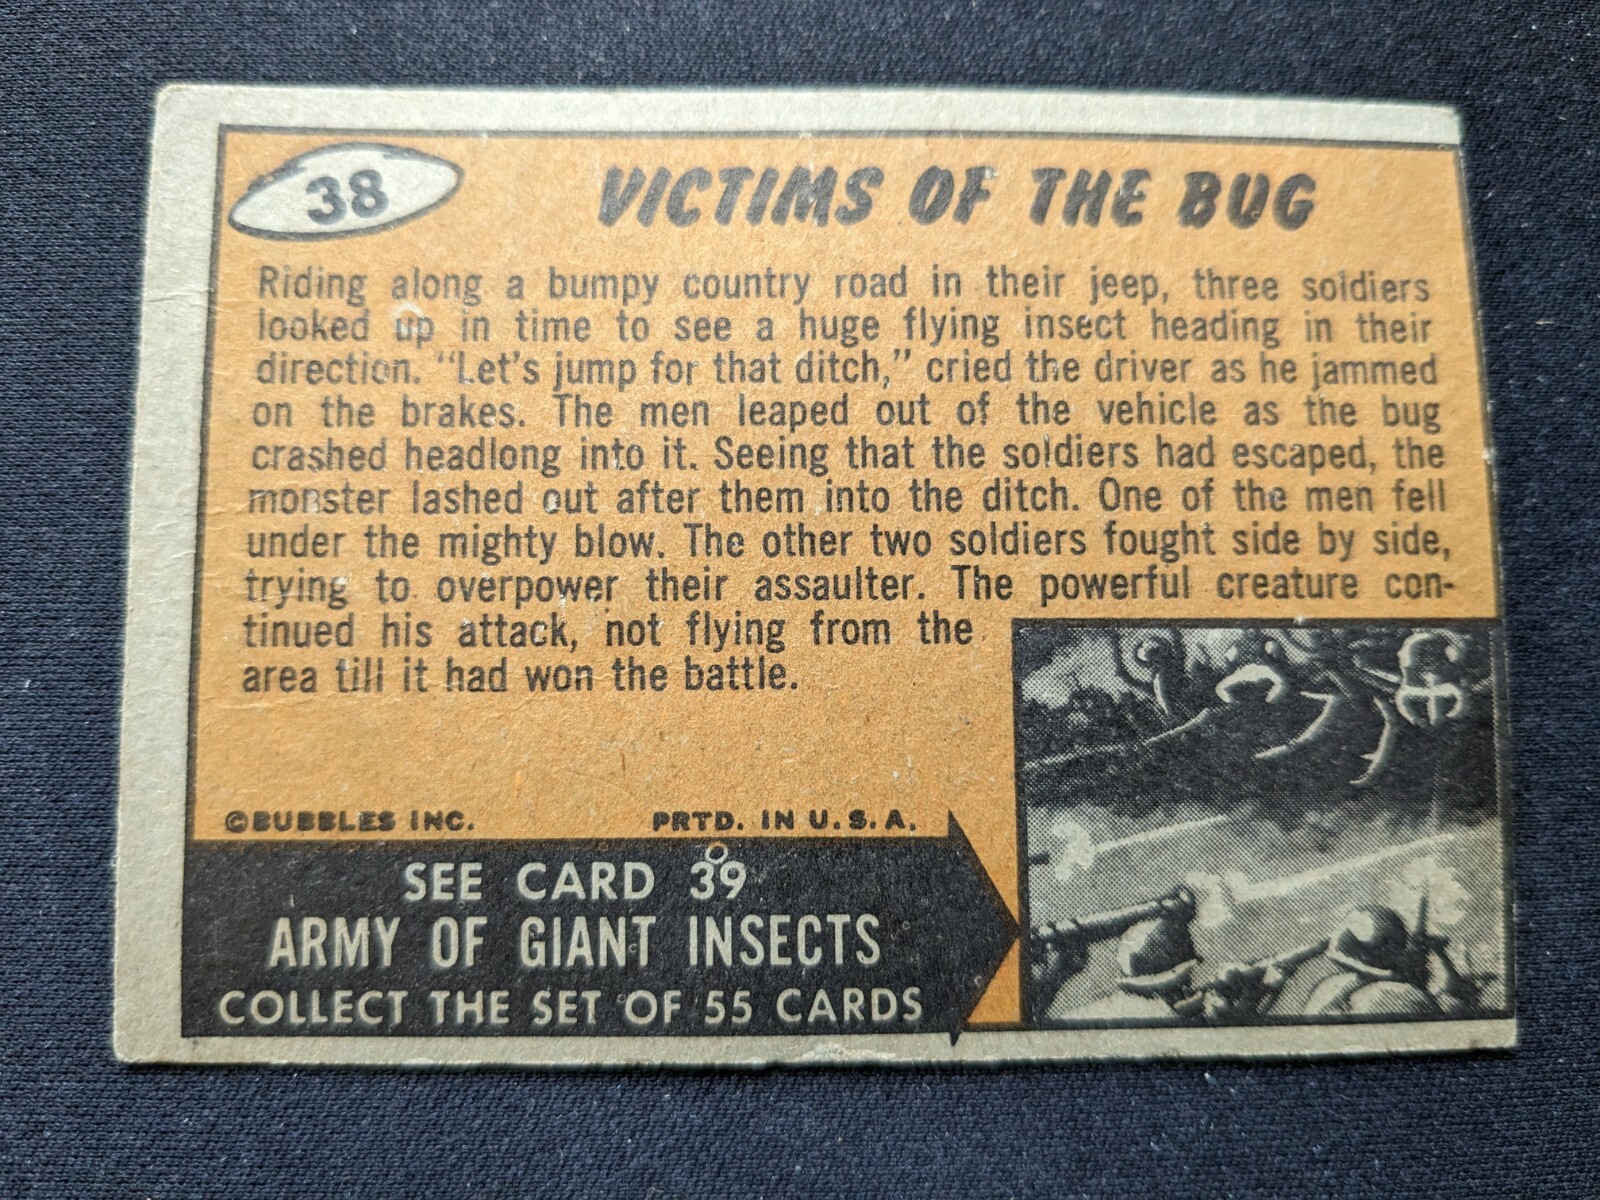 38
VICTIMS OF THE BUG
Riding along a bumpy country road in their jeep, three soldiers
looked up in time to see a huge flying insect heading in their
direction. "Let's jump for that ditch," cried the driver as he jammed
on the brakes. The men leaped out of the vehicle as the bug
crashed headlong into it. Seeing that the soldiers had escaped, the
monster lashed out after them into the ditch. One of the men fell
under the mighty blow. The other two soldiers fought side by side,
trying to overpower their assaulter. The powerful creature con-
tinued his attack, not flying from the
area till it had won the battle.
©BUBBLES INC. PRTD. IN U.S.A.
SEE CARD 39
ARMY OF GIANT INSECTS
COLLECT THE SET OF 55 CARDS